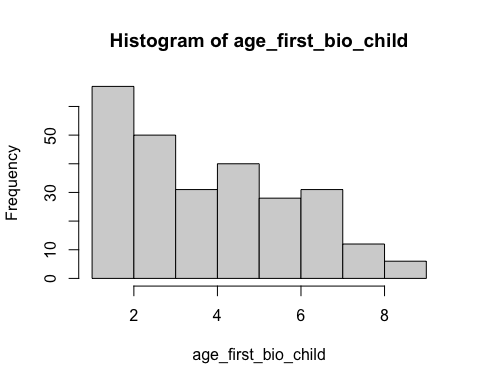 Histogram of age_first_bio_child
Frequency
50
30
10
0
2 4 6 8
age_first_bio_child